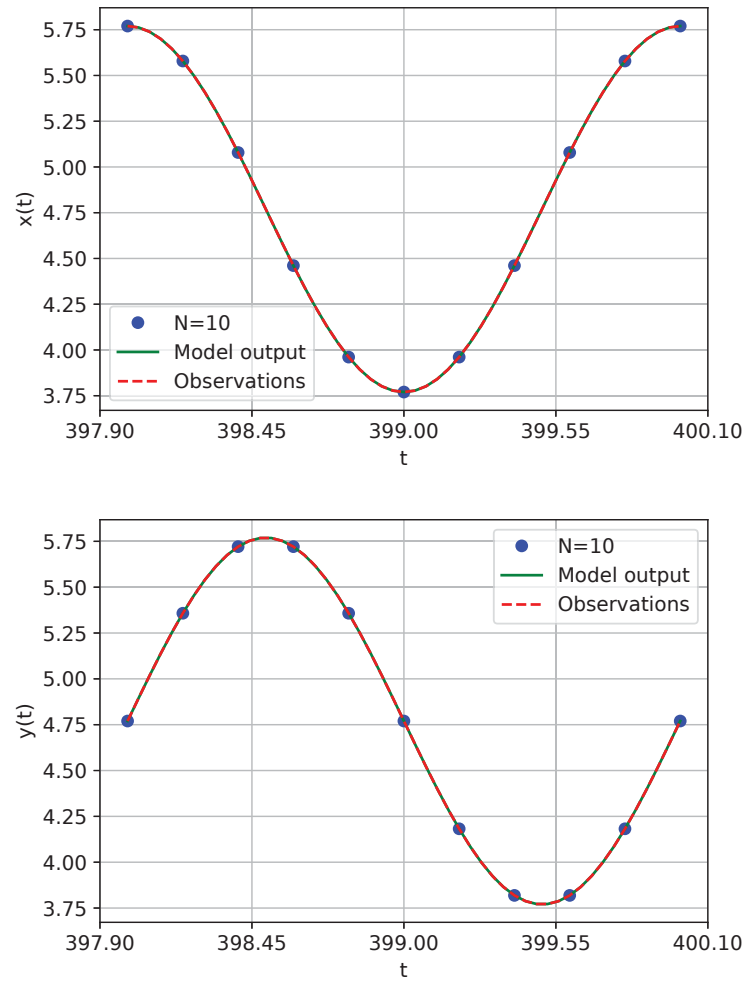 5.75
5.50
5.25
5.00
4.75
4.50
4.25
4.00
3.75
x(t)
N=10
Model output
Observations
397.90 398.45 399.00 399.55 400.10
t
5.75
5.50
5.25
5.00
4.75
4.50
4.25
4.00
3.75
y(t)
N=10
Model output
Observations
397.90 398.45 399.00 399.55 400.10
t